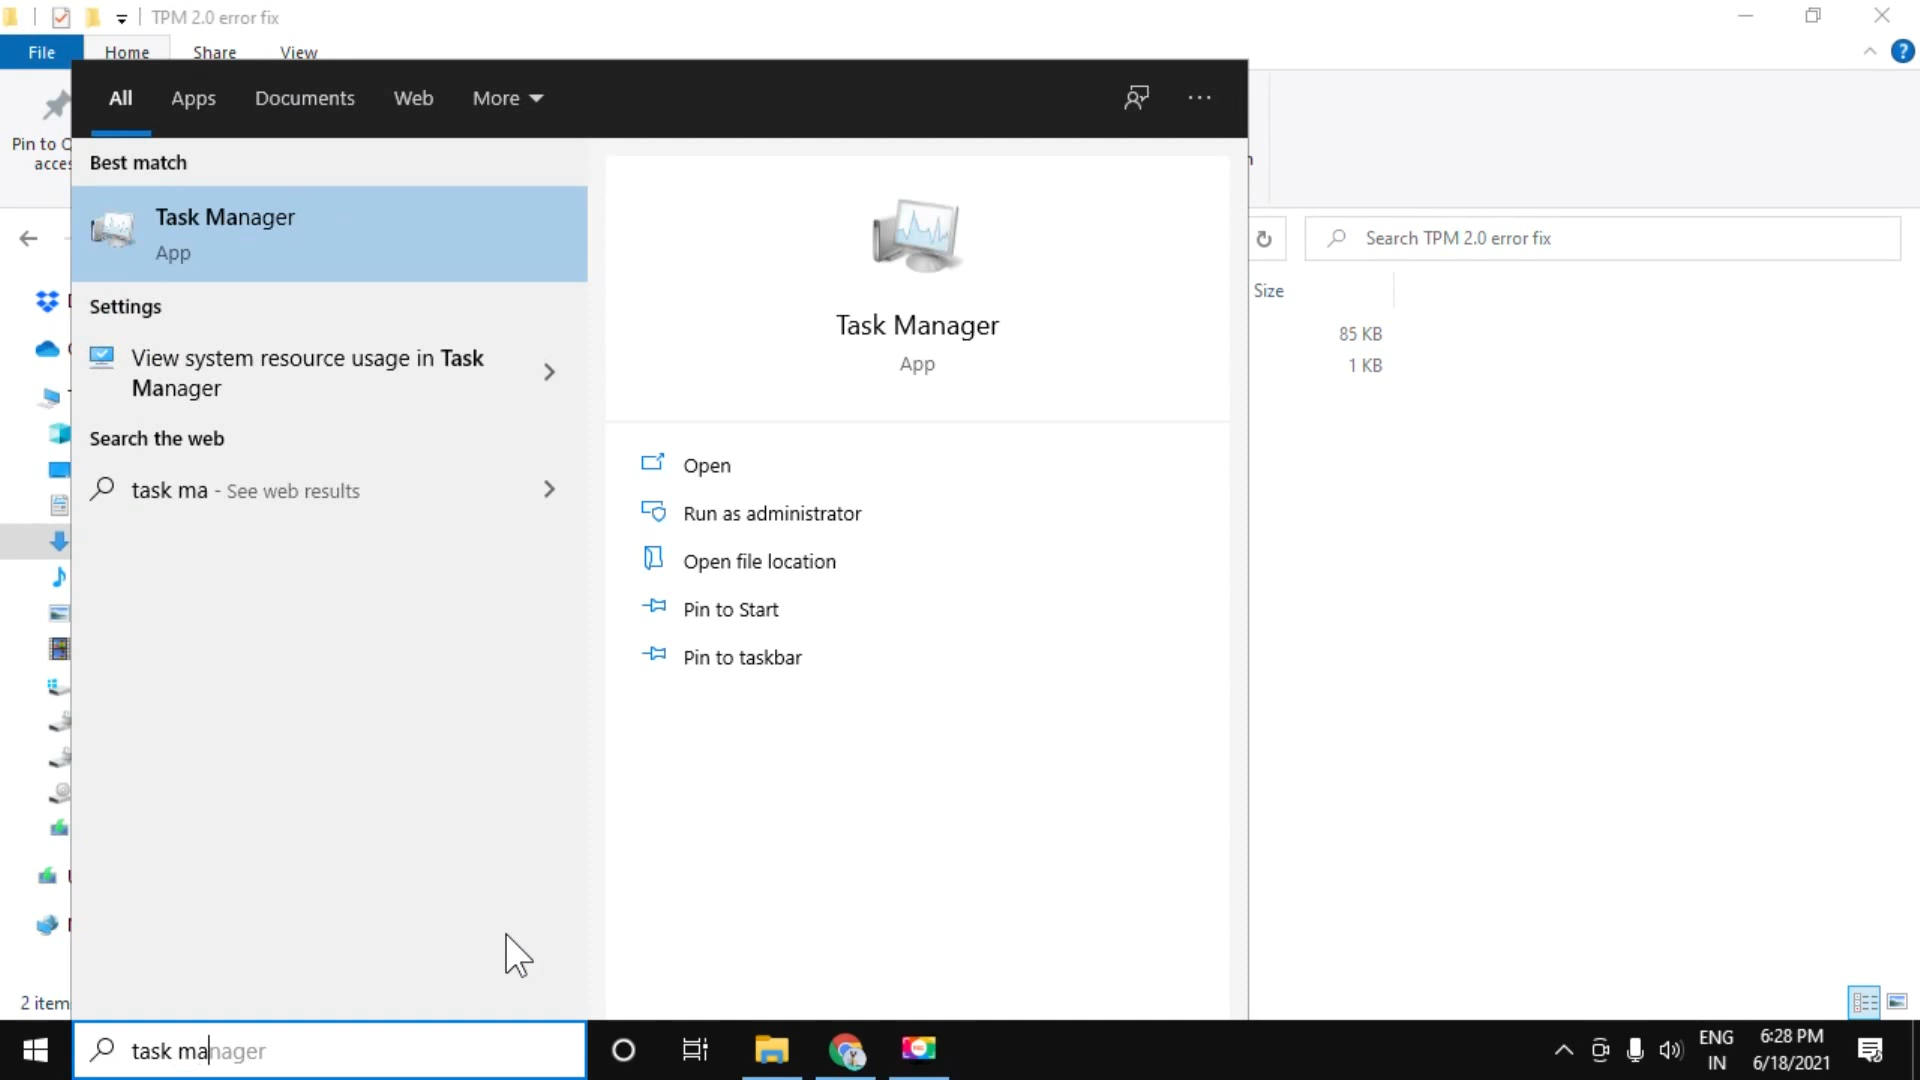 TPM 2.0 error fix
File Home Share View
All Apps Documents Web More
Pin to Q
acces
Best match
Task Manager
App
Settings
View system resource usage in Task
Manager
Search the web
task ma - See web results
Task Manager
App
Open
Run as administrator
Open file location
Pin to Start
Pin to taskbar
Search TPM 2.0 error fix
Size
85 KB
1 KB
2 item
task manager
ENG
IN
6:28 PM
6/18/2021